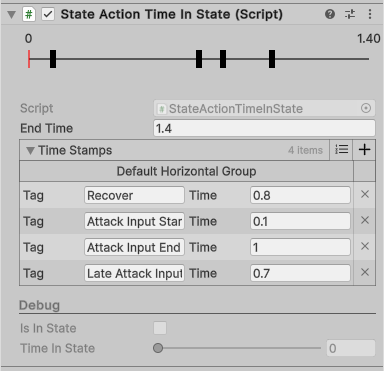 State Action Time In State (Script)
0 1.40
Script StateActionTimeInState
End Time 1.4
Time Stamps 4 items
Default Horizontal Group
Tag Recover Time 0.8
Tag Attack Input Star Time 0.1
Tag Attack Input End Time 1
Tag Late Attack Input Time 0.7
Debug
Is In State
Time In State 0